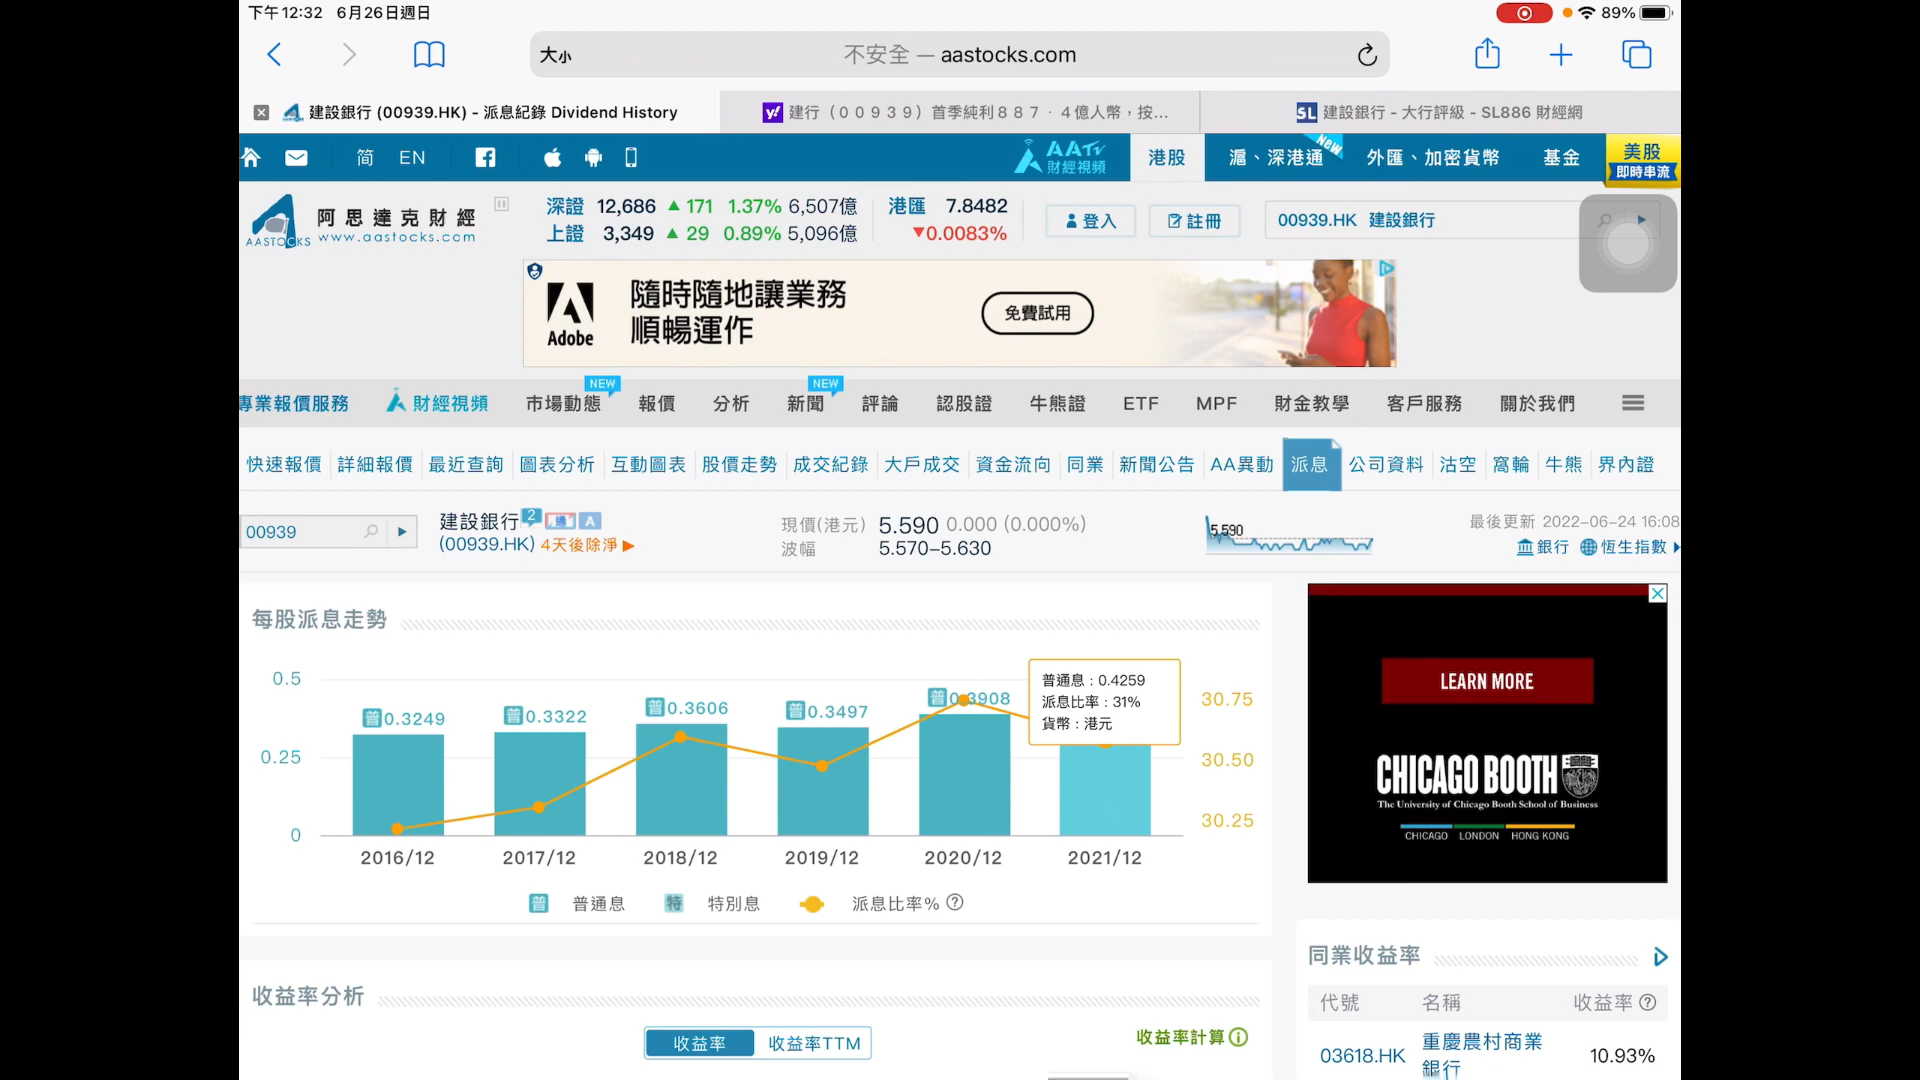 下午12:32 6月26日週日
89%
大小
不安全 — aastocks.com
建設銀行 (00939.HK) - 派息紀錄 Dividend History
y! 建行（００９３９）首季純利８８７．４億人幣，按...
SL 建設銀行 - 大行評級 - SL886 財經網
简 EN
AATV 財經視頻
港股
滬、深港通 New
外匯、加密貨幣
基金
美股
即時串流
AASTOCKS
阿思達克財經
www.aastocks.com
深證 12,686 ▲ 171 1.37% 6,507億
上證 3,349 ▲ 29 0.89% 5,096億
港匯 7.8482
▼0.0083%
登入
註冊
00939.HK 建設銀行
Adobe
隨時隨地讓業務
順暢運作
免費試用
專業報價服務 財經視頻 市場動態 NEW 報價 分析 新聞 NEW 評論 認股證 牛熊證 ETF MPF 財金教學 客戶服務 關於我們
快速報價 詳細報價 最近查詢 圖表分析 互動圖表 股價走勢 成交紀錄 大戶成交 資金流向 同業 新聞公告 AA異動 派息 公司資料 沽空 窩輪 牛熊 界內證
00939
建設銀行 2 通 A
(00939.HK) 4天後除淨 ▶
現價(港元) 5.590 0.000 (0.000%)
波幅 5.570–5.630
5.590
最後更新 2022–06–24 16:08
銀行 恆生指數
每股派息走勢
0.5
0.25
0
普0.3249
普0.3322
普0.3606
普0.3497
普0.3908
普通息 : 0.4259
派息比率 : 31%
貨幣 : 港元
30.75
30.50
30.25
2016/12 2017/12 2018/12 2019/12 2020/12 2021/12
普 普通息 特 特別息 派息比率%
收益率分析
收益率 收益率TTM
收益率計算
LEARN MORE
CHICAGO BOOTH
The University of Chicago Booth School of Business
CHICAGO LONDON HONG KONG
同業收益率
代號 名稱 收益率
03618.HK 重慶農村商業銀行 10.93%